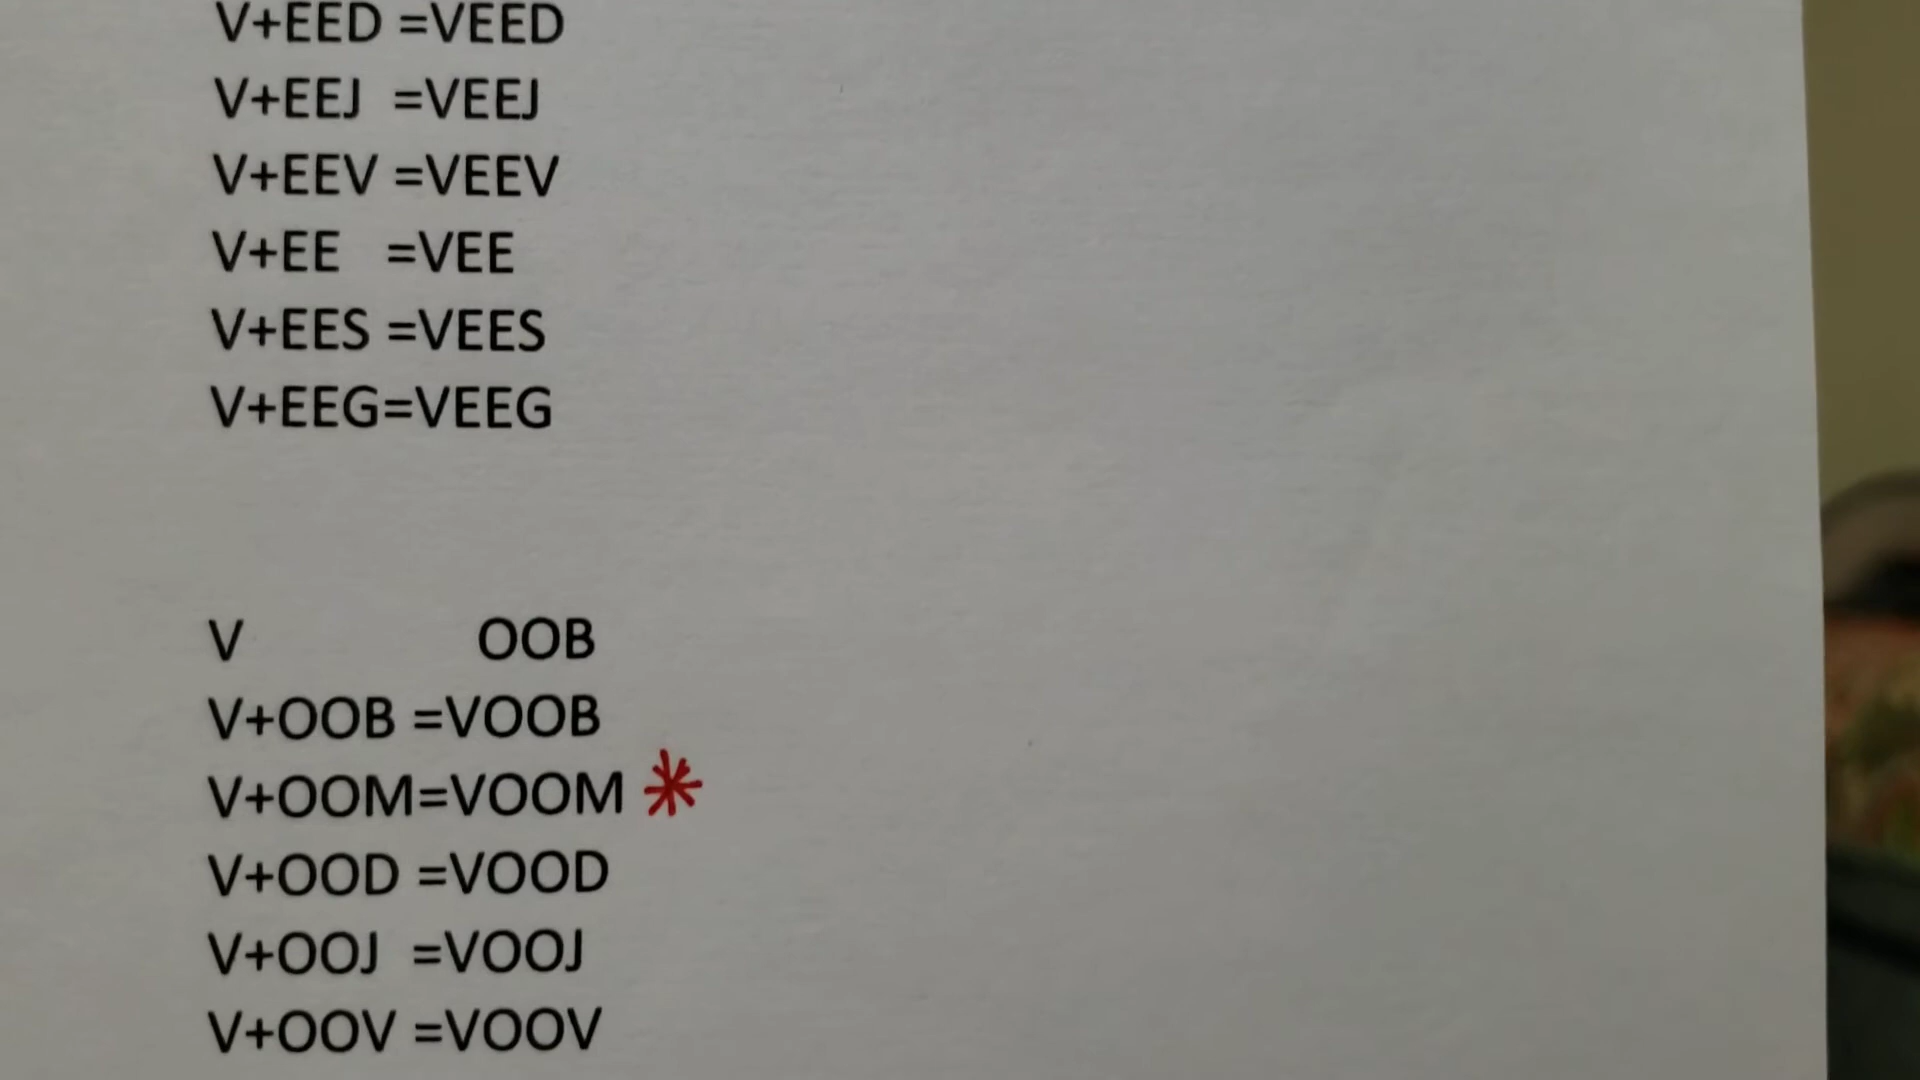 V+EED =VEED
V+EEJ =VEEJ
V+EEV =VEEV
V+EE =VEE
V+EES =VEES
V+EEG=VEEG
V OOB
V+OOB =VOOB
V+OOM=VOOM *
V+OOD =VOOD
V+OOJ =VOOJ
V+OOV =VOOV